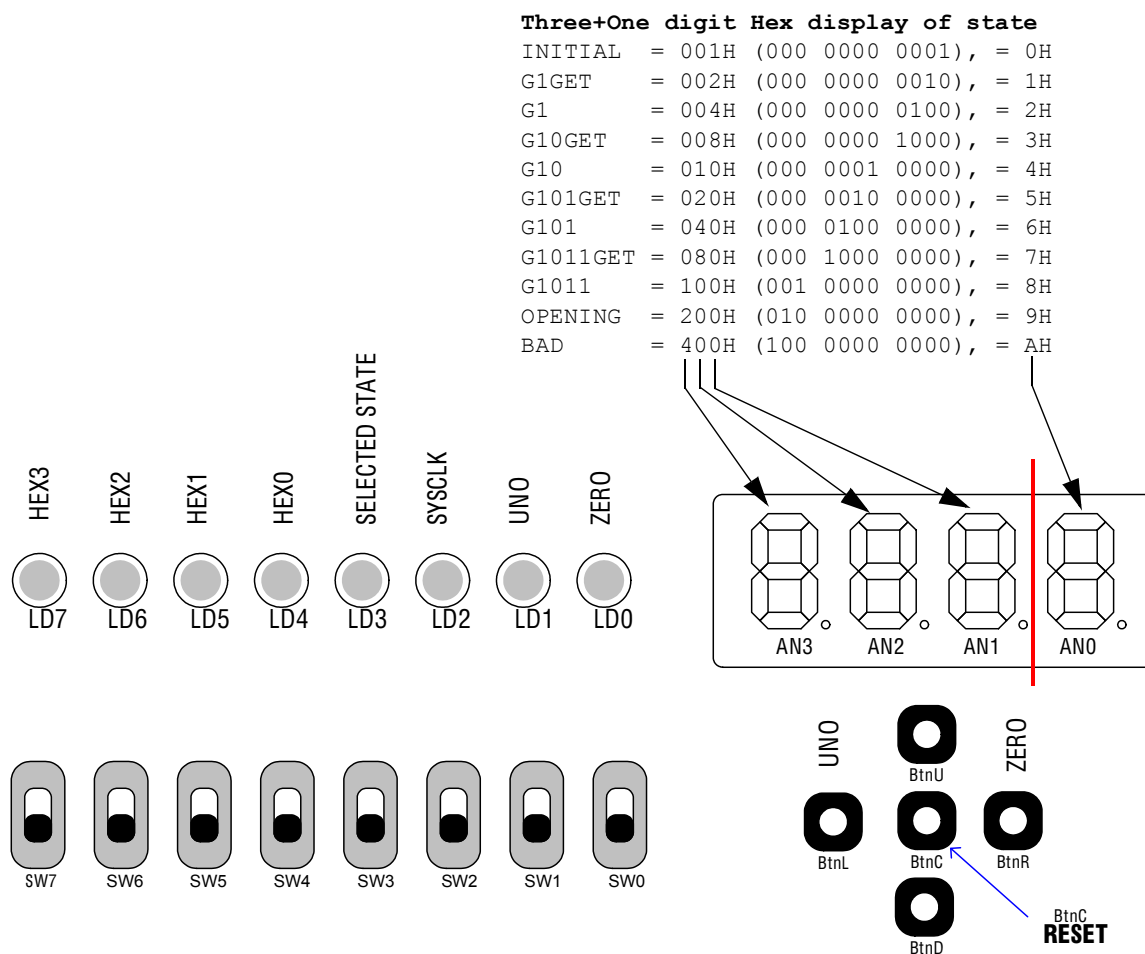 Three+One digit Hex display of state
INITIAL = 001H (000 0000 0001), = 0H
G1GET = 002H (000 0000 0010), = 1H
G1 = 004H (000 0000 0100), = 2H
G10GET = 008H (000 0000 1000), = 3H
G10 = 010H (000 0001 0000), = 4H
G101GET = 020H (000 0010 0000), = 5H
G101 = 040H (000 0100 0000), = 6H
G1011GET = 080H (000 1000 0000), = 7H
G1011 = 100H (001 0000 0000), = 8H
OPENING = 200H (010 0000 0000), = 9H
BAD = 400H (100 0000 0000), = AH
HEX3 HEX2 HEX1 HEX0 SELECTED STATE SYSCLK UNO ZERO
LD7 LD6 LD5 LD4 LD3 LD2 LD1 LD0
AN3 AN2 AN1 AN0
UNO ZERO
BtnU
BtnL BtnC BtnR
SW7 SW6 SW5 SW4 SW3 SW2 SW1 SW0
BtnC
RESET
BtnD